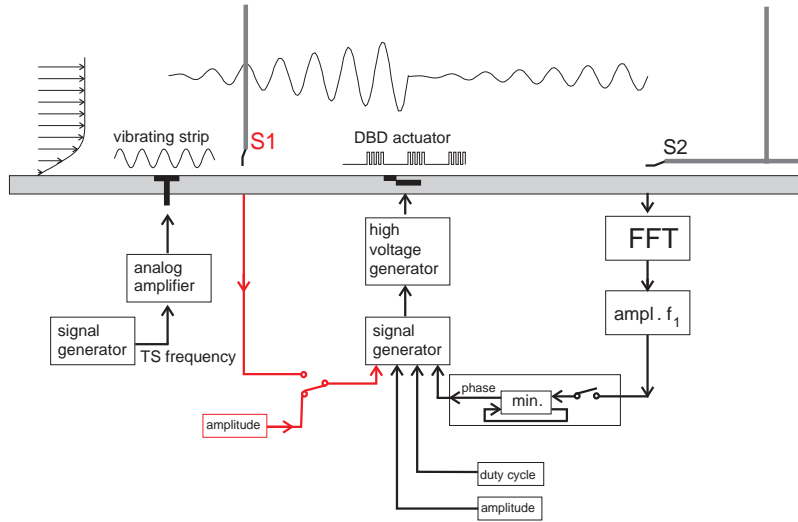 vibrating strip
S1
DBD actuator
S2
high
voltage
generator
FFT
analog
amplifier
ampl. f1
signal
generator
TS frequency
signal
generator
phase
min.
amplitude
duty cycle
amplitude